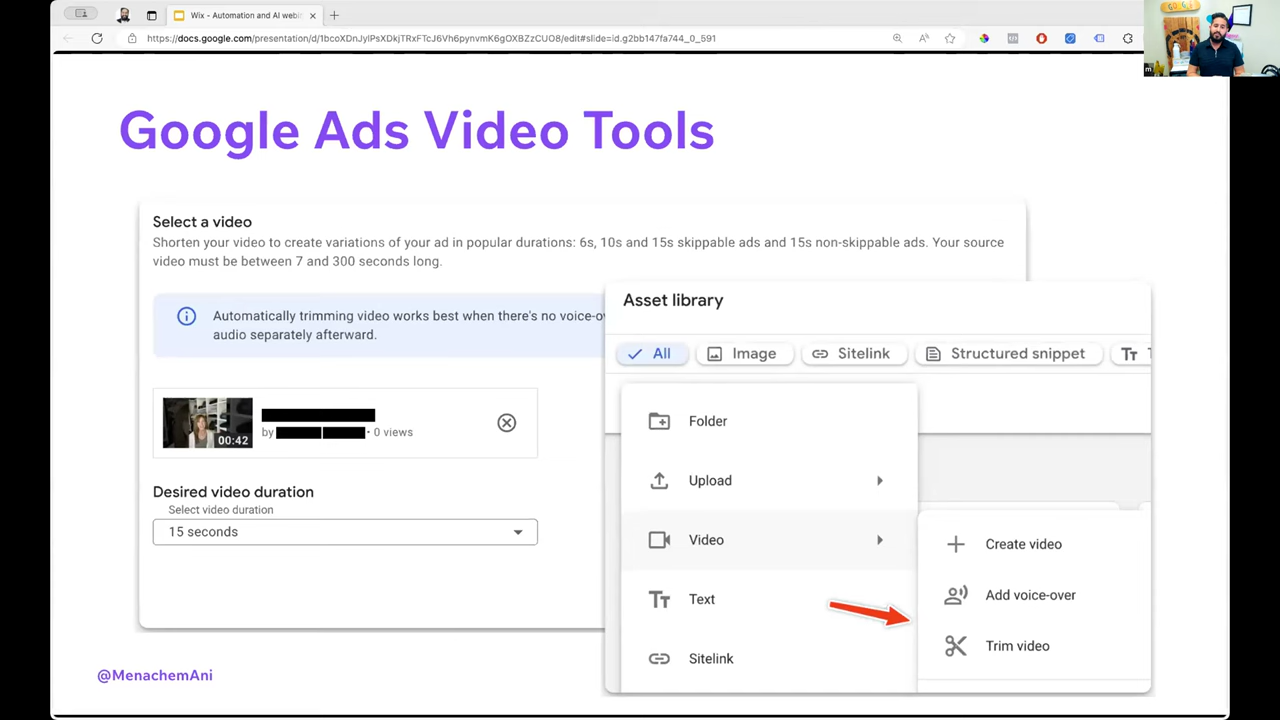 Wix - Automation and AI webin
https://docs.google.com/presentation/d/1bcoXDnJyIPsXDkjTRxFTcJ6Vh6pynvmK6gOXBZzCUO8/edit#slide=id.g2bb147fa744_0_591
Google Ads Video Tools
Select a video
Shorten your video to create variations of your ad in popular durations: 6s, 10s and 15s skippable ads and 15s non-skippable ads. Your source
video must be between 7 and 300 seconds long.
Automatically trimming video works best when there's no voice-ov
audio separately afterward.
00:42
by
• 0 views
Desired video duration
Select video duration
15 seconds
Asset library
All
Image
Sitelink
Structured snippet
Folder
Upload
Video
Text
Sitelink
Create video
Add voice-over
Trim video
@MenachemAni